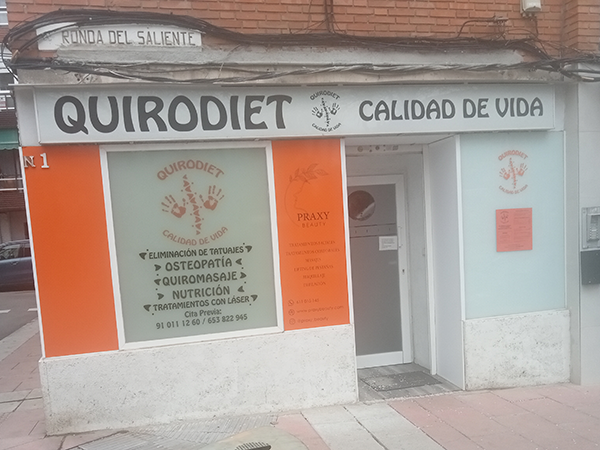 RONDA DEL SALIENTE
QUIRODIET
QUIRODIET
CALIDAD DE VIDA
CALIDAD DE VIDA
N. 1
QUIRODIET
CALIDAD DE VIDA
ELIMINACIÓN DE TATUAJES
OSTEOPATÍA
QUIROMASAJE
NUTRICIÓN
TRATAMIENTOS CON LÁSER
Cita Previa:
91 011 12 60 / 653 822 945
PRAXY
BEAUTY
QUIRODIET
CALIDAD DE VIDA